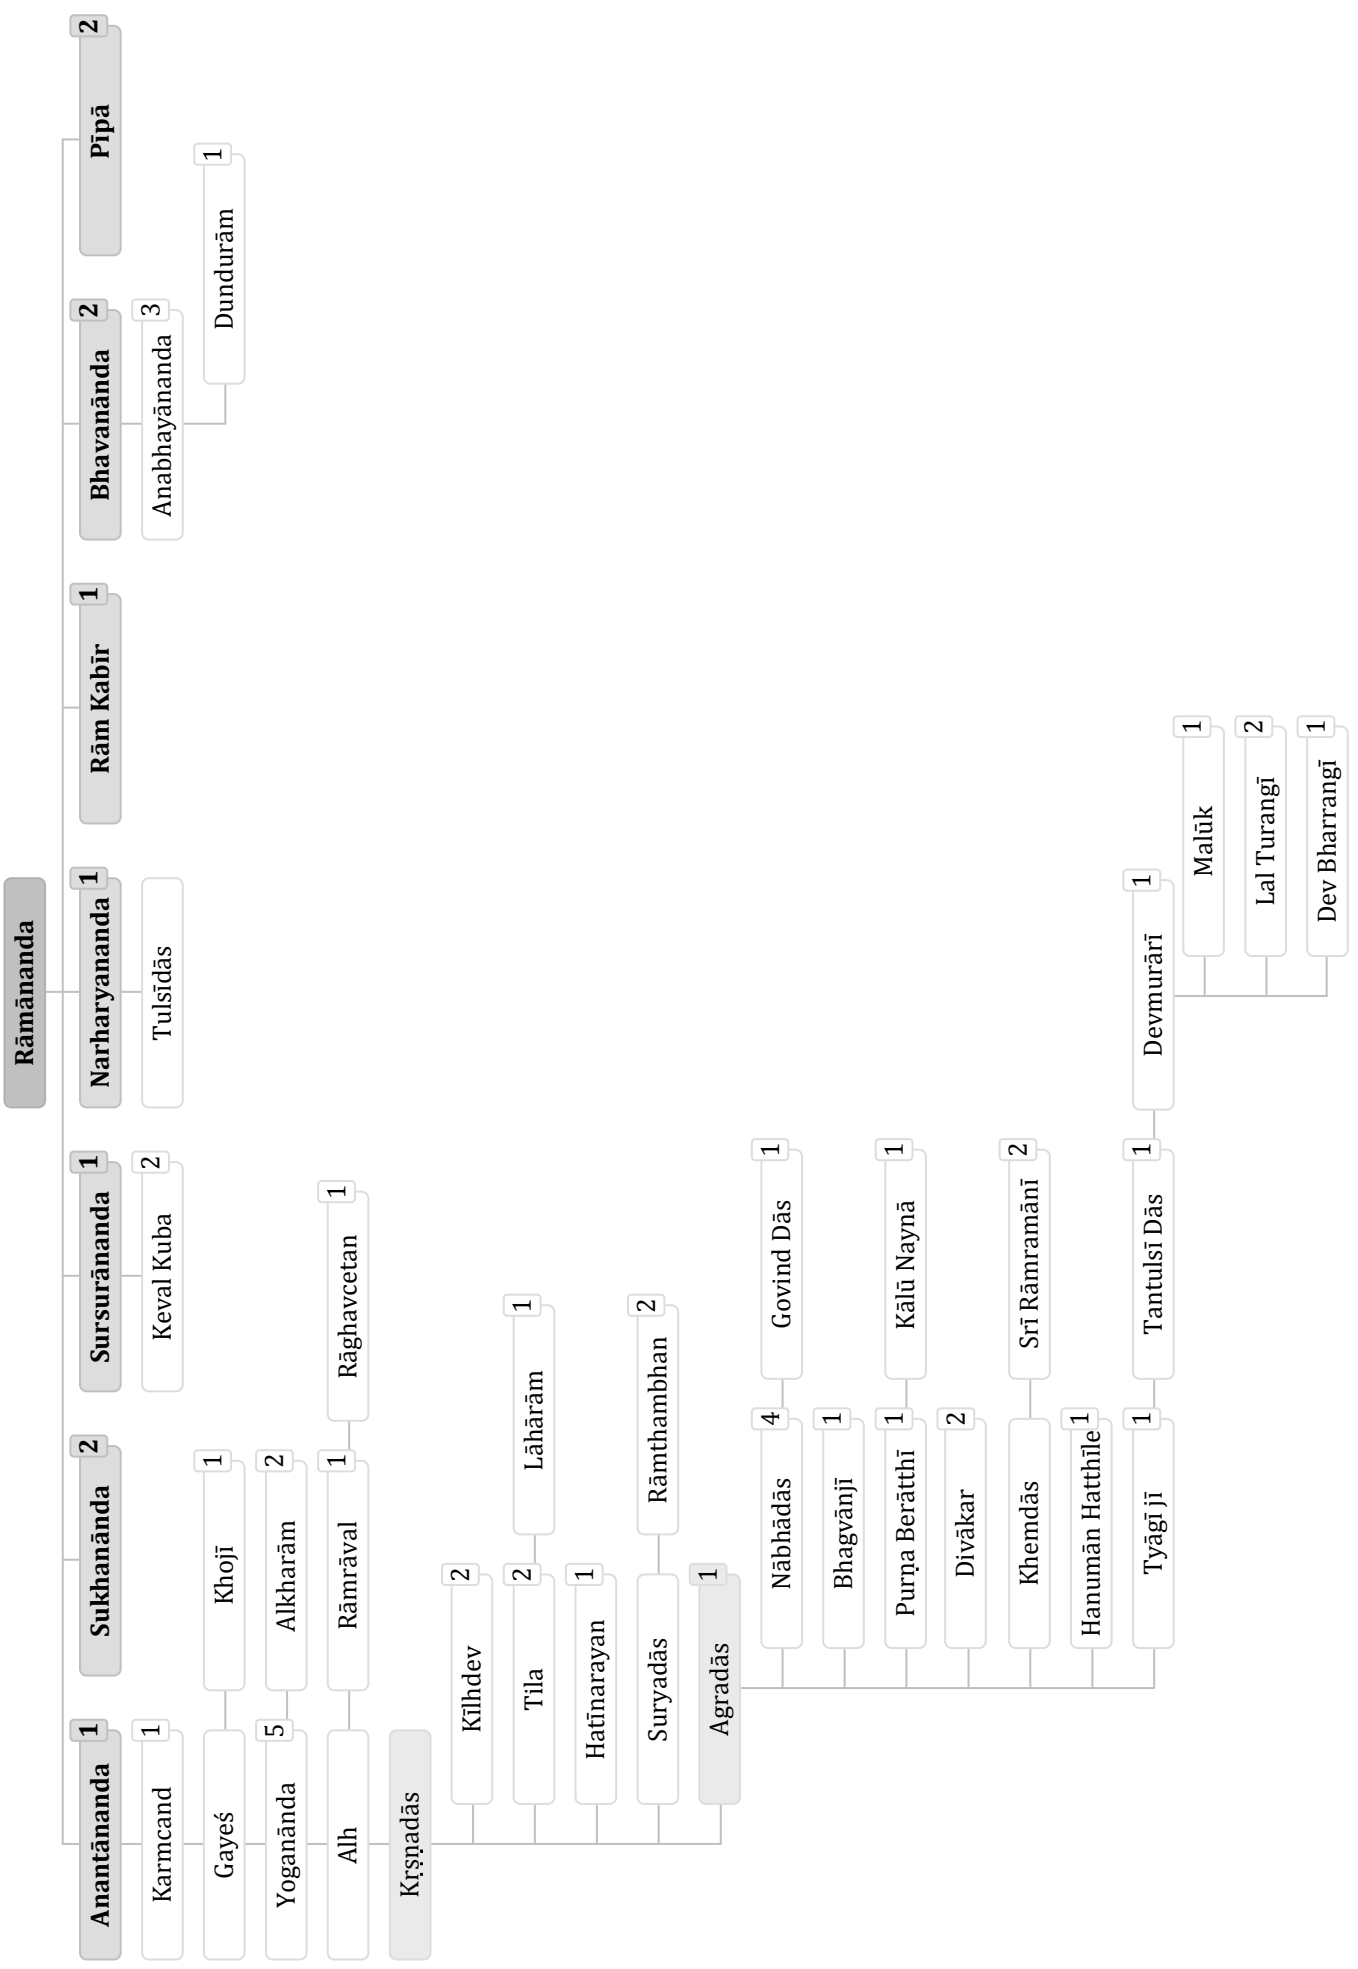 Rāmānanda
Anantānanda 1
Sukhanānda 2
Sursurānanda 1
Narharyananda 1
Rām Kabīr 1
Bhavanānda 2
Pīpā 2
Karmcand 1
Keval Kuba 2
Tulsīdās
Anabhayānanda 3
Gayeś
Khojī 1
Dundurām 1
Yoganānda 5
Alkharām 2
Alh
Rāmrāval 1
Rāghavcetan 1
Kṛṣṇadās
Kīlhdev 2
Tila 2
Lāhārām 1
Hatīnarayan 1
Suryadās
Rāmthambhan 2
Agradās 1
Nābhādās 4
Govind Dās 1
Bhagvānjī 1
Purṇa Berātthī 1
Kālū Naynā 1
Divākar 2
Khemdās
Srī Rāmramānī 2
Hanumān Hatthīle 1
Tyāgī jī 1
Tantulsī Dās 1
Devmurārī 1
Malūk 1
Lal Turangī 2
Dev Bharrangī 1